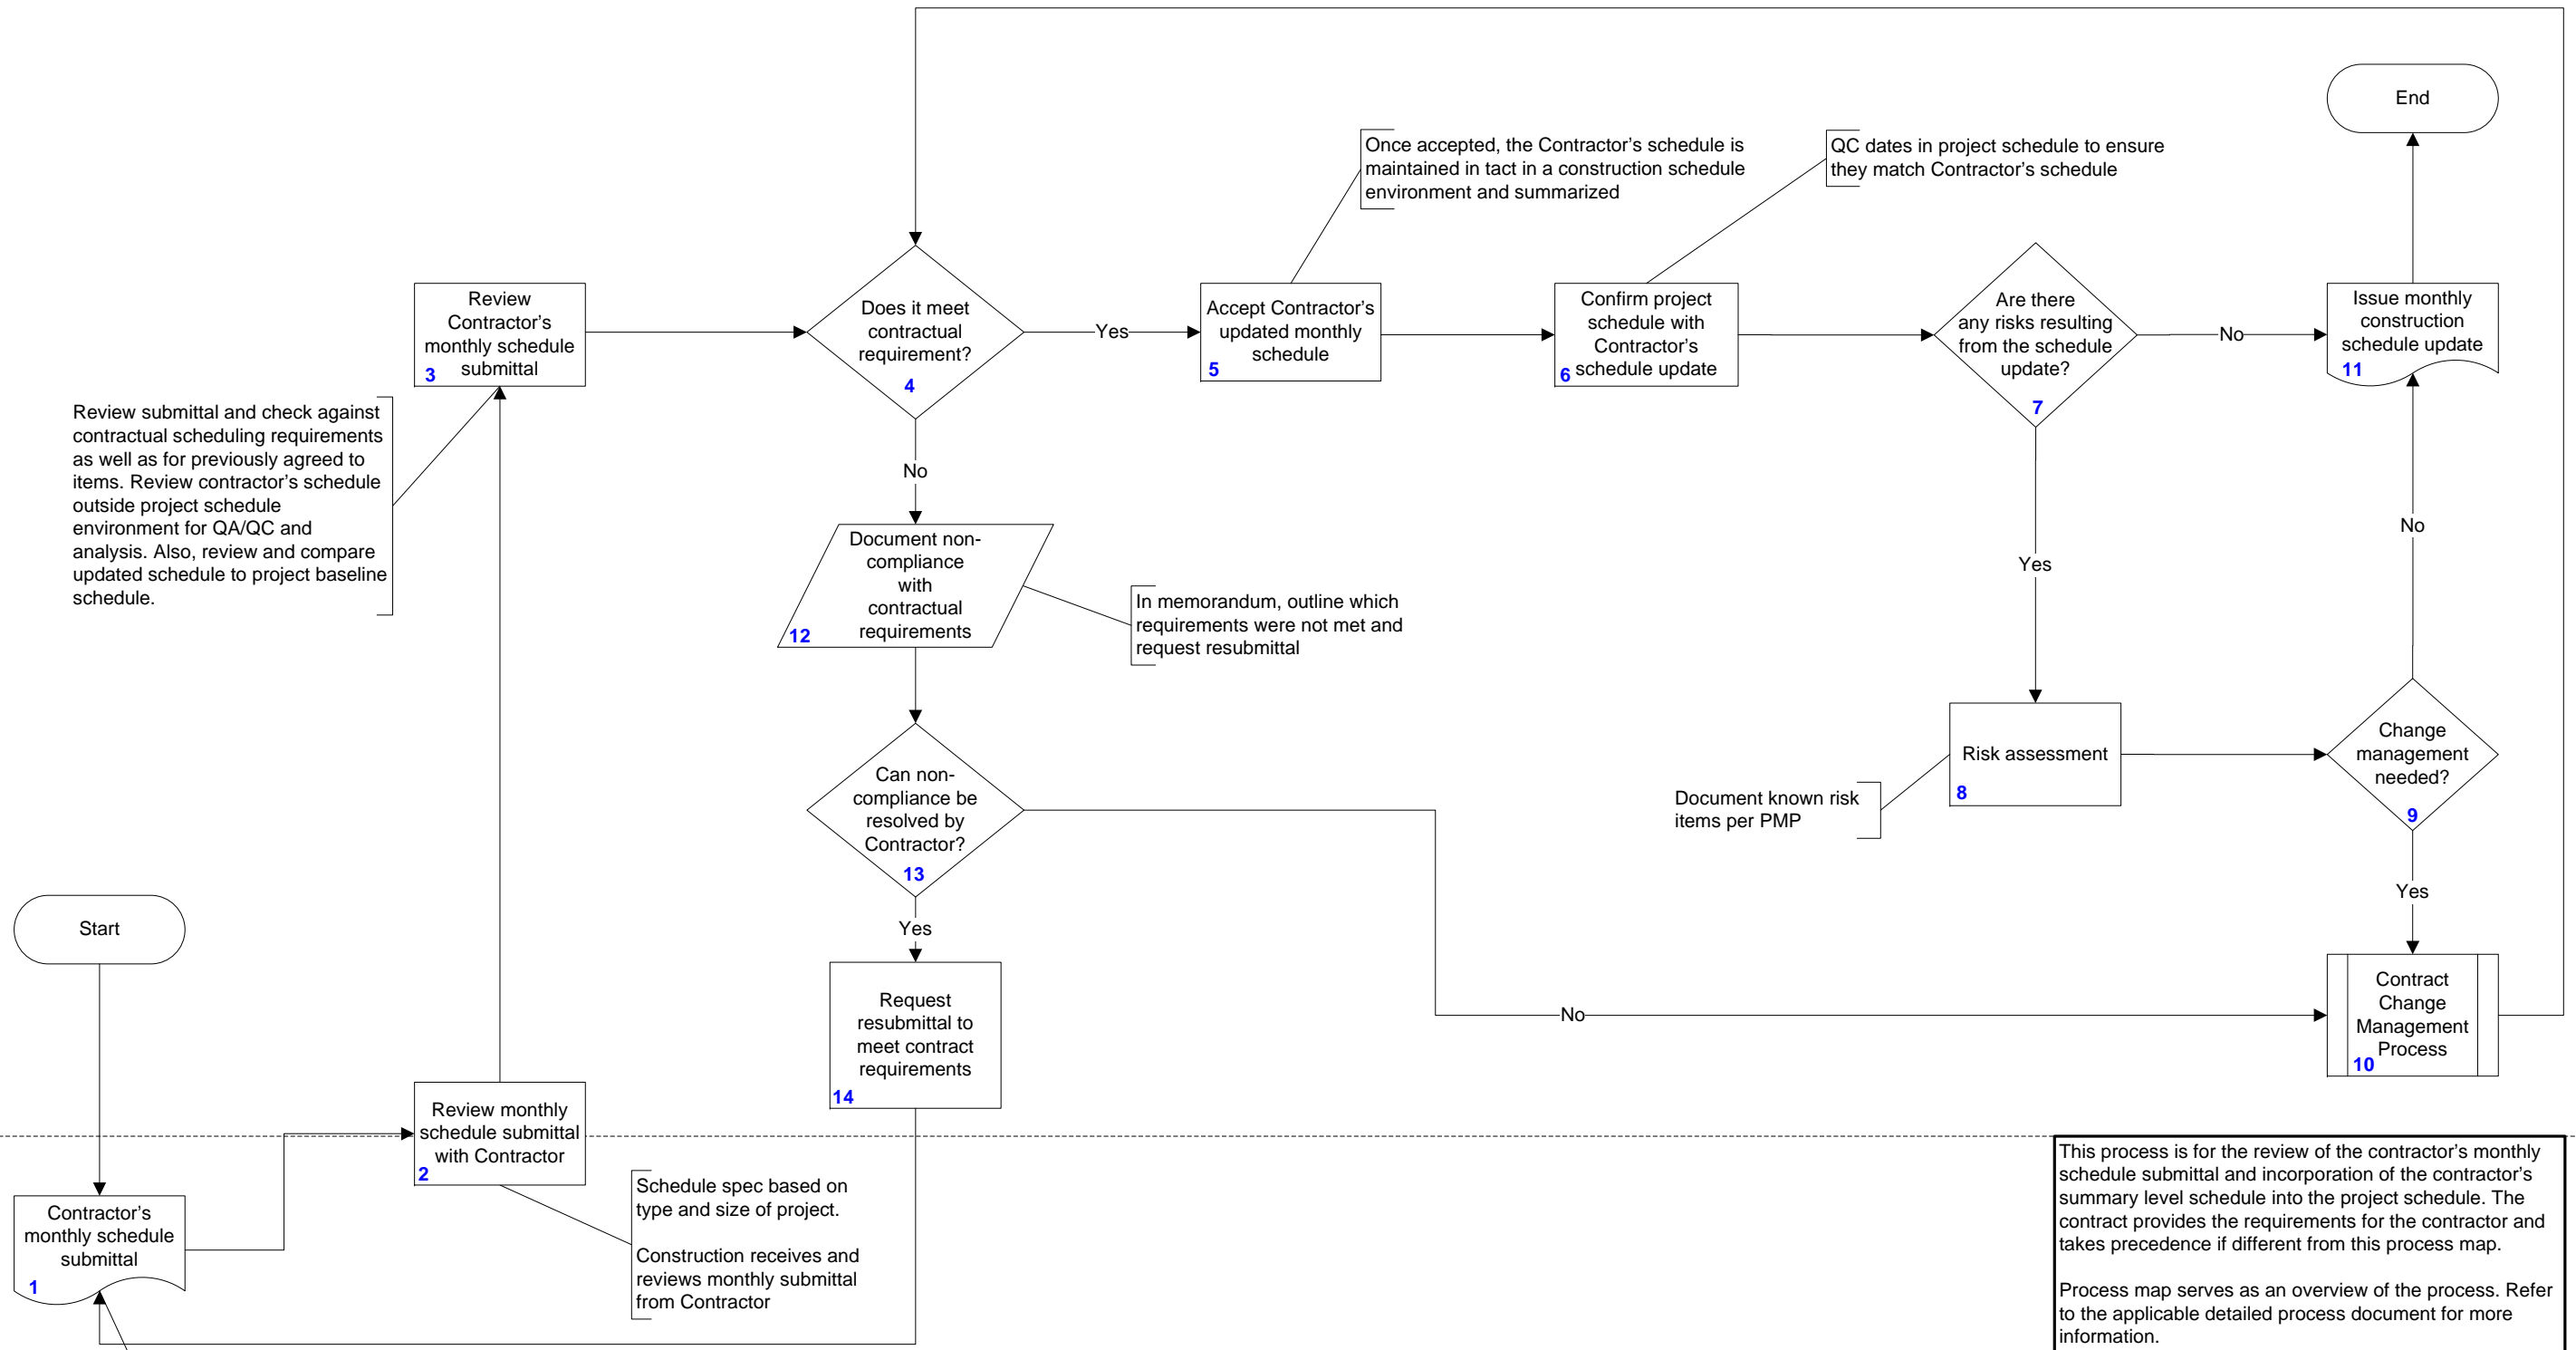 End
Once accepted, the Contractor's schedule is
maintained in tact in a construction schedule
environment and summarized
QC dates in project schedule to ensure
they match Contractor's schedule
Review
Contractor's
monthly schedule
submittal
3
Does it meet
contractual
requirement?
4
Yes
Accept Contractor's
updated monthly
schedule
5
Confirm project
schedule with
Contractor's
schedule update
6
Are there
any risks resulting
from the schedule
update?
7
No
Issue monthly
construction
schedule update
11
Review submittal and check against
contractual scheduling requirements
as well as for previously agreed to
items. Review contractor's schedule
outside project schedule
environment for QA/QC and
analysis. Also, review and compare
updated schedule to project baseline
schedule.
No
Document non-
compliance
with
contractual
requirements
12
In memorandum, outline which
requirements were not met and
request resubmittal
Yes
No
Risk assessment
8
Document known risk
items per PMP
Change
management
needed?
9
Can non-
compliance be
resolved by
Contractor?
13
Yes
Yes
Start
Request
resubmittal to
meet contract
requirements
14
No
Contract
Change
Management
Process
10
Review monthly
schedule submittal
with Contractor
2
Schedule spec based on
type and size of project.
Construction receives and
reviews monthly submittal
from Contractor
Contractor's
monthly schedule
submittal
1
This process is for the review of the contractor's monthly
schedule submittal and incorporation of the contractor's
summary level schedule into the project schedule. The
contract provides the requirements for the contractor and
takes precedence if different from this process map.
Process map serves as an overview of the process. Refer
to the applicable detailed process document for more
information.